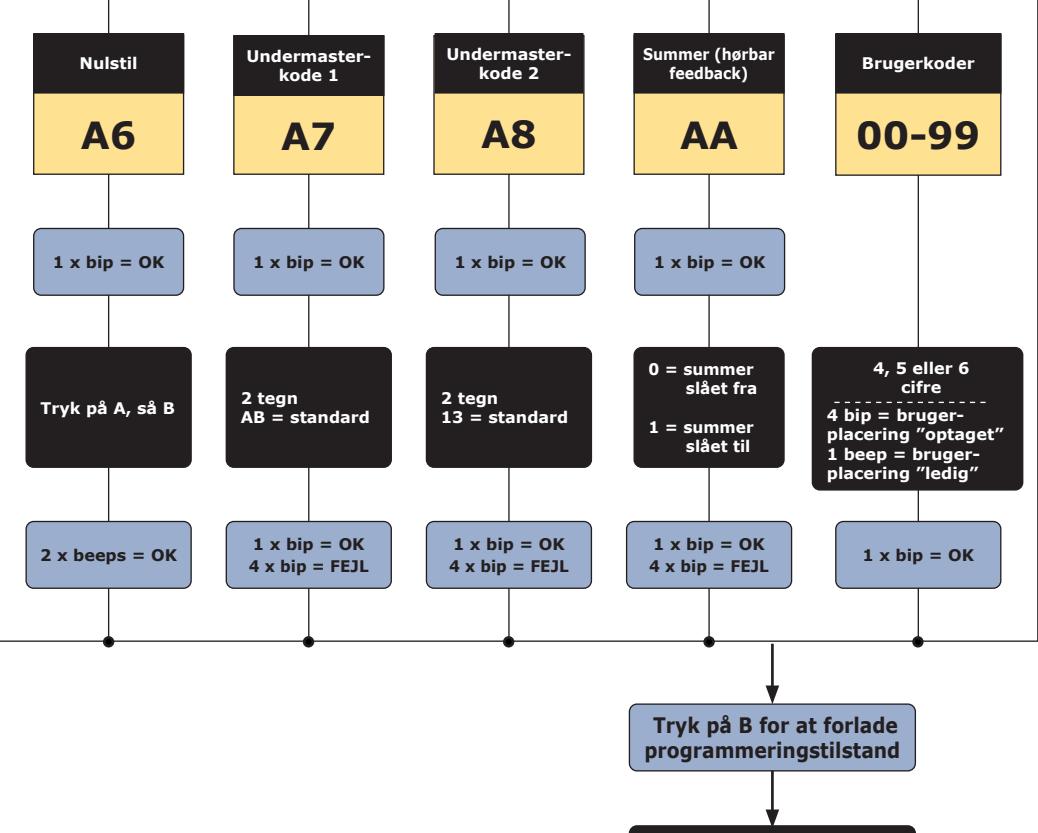 Nulstil
A6
1 x bip = OK
Tryk på A, så B
2 x beeps = OK
Undermaster-
kode 1
A7
1 x bip = OK
2 tegn
AB = standard
1 x bip = OK
4 x bip = FEJL
Undermaster-
kode 2
A8
1 x bip = OK
2 tegn
13 = standard
1 x bip = OK
4 x bip = FEJL
Summer (hørbar
feedback)
AA
1 x bip = OK
0 = summer
slået fra
1 = summer
slået til
1 x bip = OK
4 x bip = FEJL
Brugerkoder
00-99
4, 5 eller 6
cifre
4 bip = bruger-
placering ”optaget”
1 beep = bruger-
placering ”ledig”
1 x bip = OK
Tryk på B for at forlade
programmeringstilstand